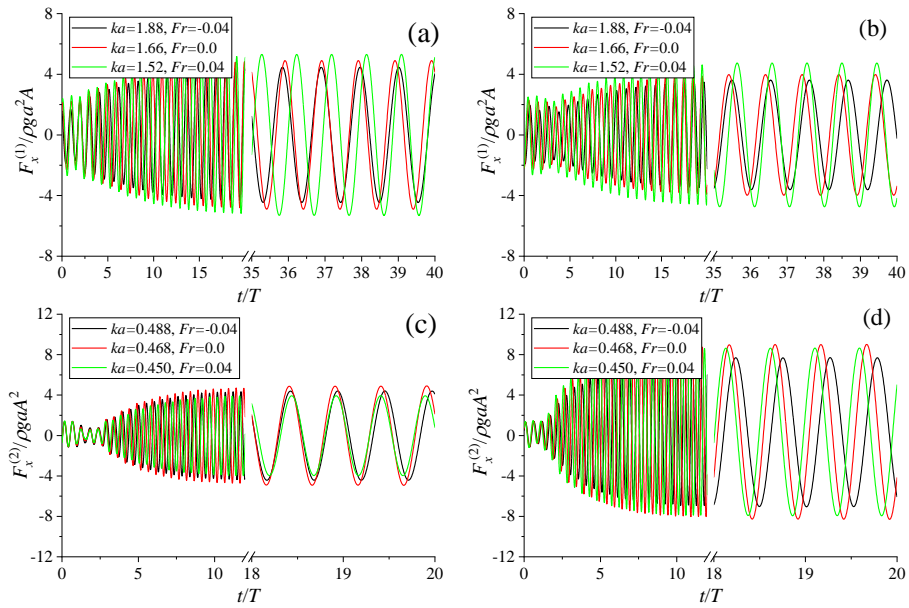 8
4
0
-4
-8
F_x^(1)/ρga²A
ka=1.88, Fr=-0.04
ka=1.66, Fr=0.0
ka=1.52, Fr=0.04
(a)
0 5 10 15 35 36 37 38 39 40
t/T
8
4
0
-4
-8
F_x^(1)/ρga²A
ka=1.88, Fr=-0.04
ka=1.66, Fr=0.0
ka=1.52, Fr=0.04
(b)
0 5 10 15 35 36 37 38 39 40
t/T
12
8
4
0
-4
-8
-12
F_x^(2)/ρgaA²
ka=0.488, Fr=-0.04
ka=0.468, Fr=0.0
ka=0.450, Fr=0.04
(c)
0 5 10 18 19 20
t/T
12
8
4
0
-4
-8
-12
F_x^(2)/ρgaA²
ka=0.488, Fr=-0.04
ka=0.468, Fr=0.0
ka=0.450, Fr=0.04
(d)
0 5 10 18 19 20
t/T